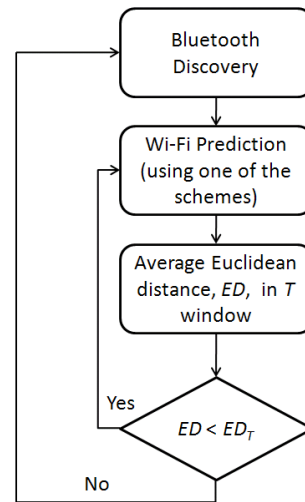 Bluetooth
Discovery
Wi-Fi Prediction
(using one of the
schemes)
Average Euclidean
distance, ED, in T
window
Yes
ED < ED_T
No